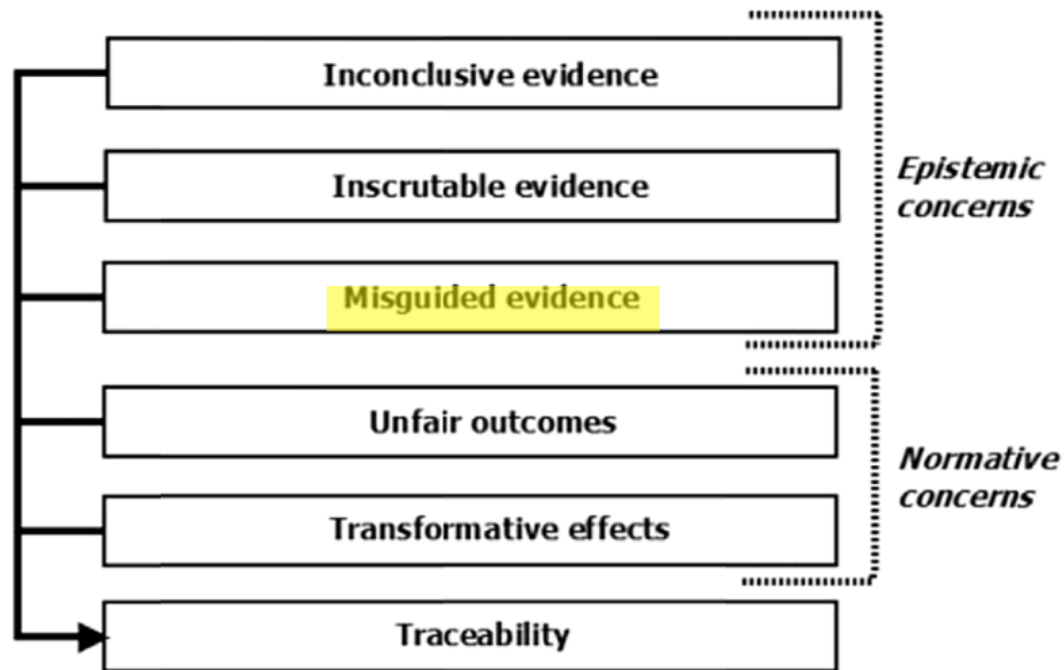 Inconclusive evidence
Inscrutable evidence
Epistemic
concerns
Misguided evidence
Unfair outcomes
Normative
concerns
Transformative effects
Traceability